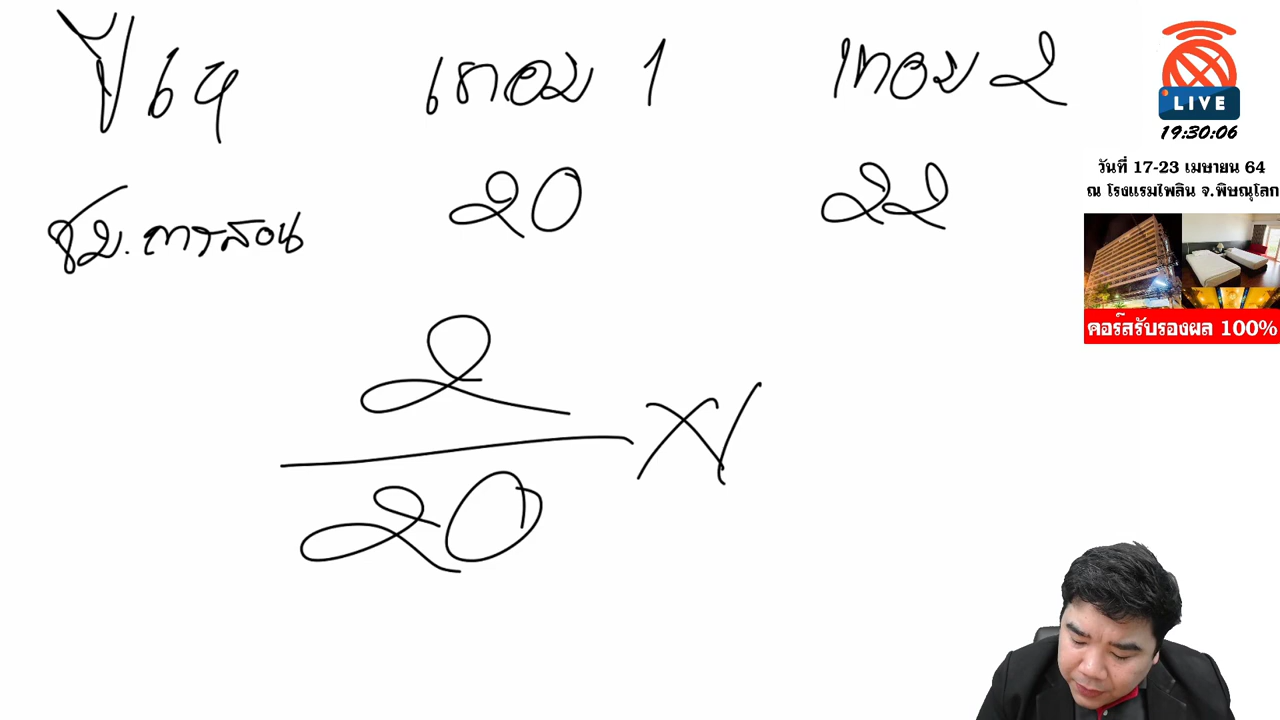 ปี 64 เทอม 1 เทอม 2
LIVE
19:30:06
วันที่ 17-23 เมษายน 64
ณ โรงแรมไพลิน จ.พิษณุโลก
ชม. การสอน 20 22
คอร์สรับรองผล 100%
2
20